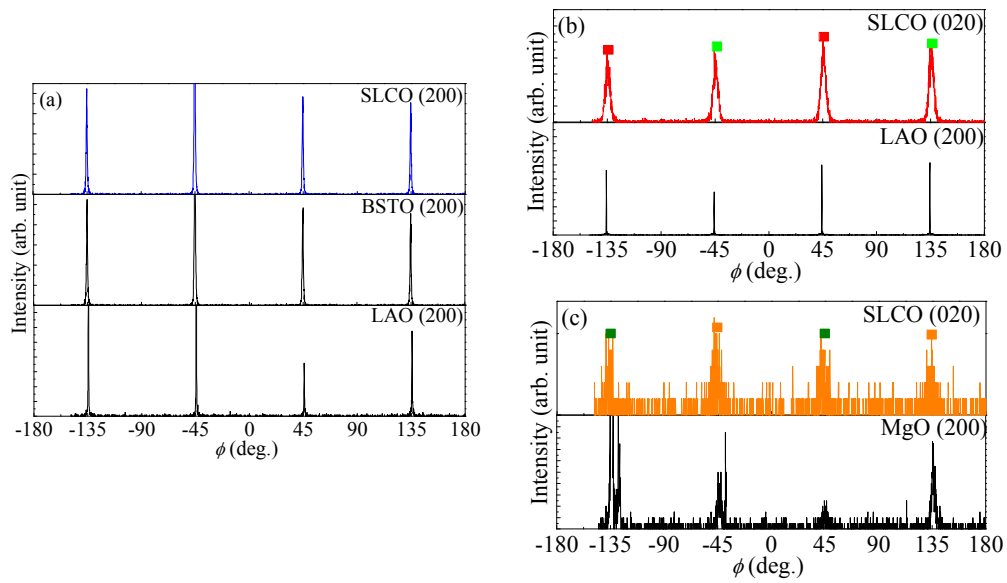 (a)
SLCO (200)
BSTO (200)
LAO (200)
Intensity (arb. unit)
-180 -135 -90 -45 0 45 90 135 180
ϕ (deg.)
(b)
SLCO (020)
LAO (200)
Intensity (arb. unit)
-180 -135 -90 -45 0 45 90 135 180
ϕ (deg.)
(c)
SLCO (020)
MgO (200)
Intensity (arb. unit)
-180 -135 -90 -45 0 45 90 135 180
ϕ (deg.)